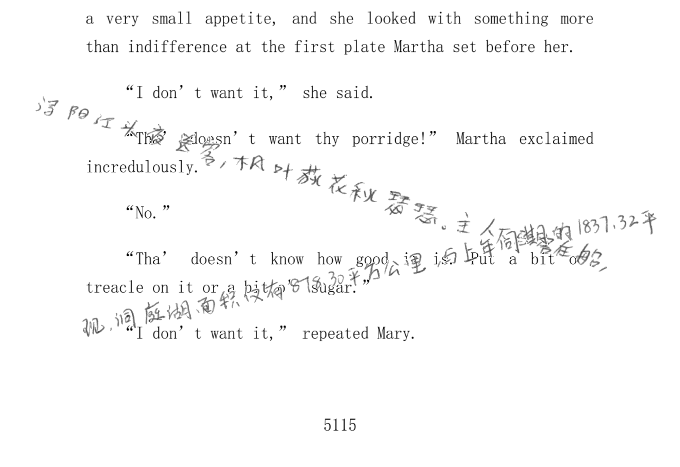 a very small appetite, and she looked with something more
than indifference at the first plate Martha set before her.
“I don’t want it,” she said.
“Tha’ doesn’t want thy porridge!” Martha exclaimed
incredulously.
“No.”
“Tha’ doesn’t know how good it is. Put a bit o’
treacle on it or a bit o’ sugar.”
“I don’t want it,” repeated Mary.
浔阳江头夜送客,枫叶荻花秋瑟瑟。主人
现,洞庭湖面积仅有878.30平方公里,与上年同期的1837.32平
5115